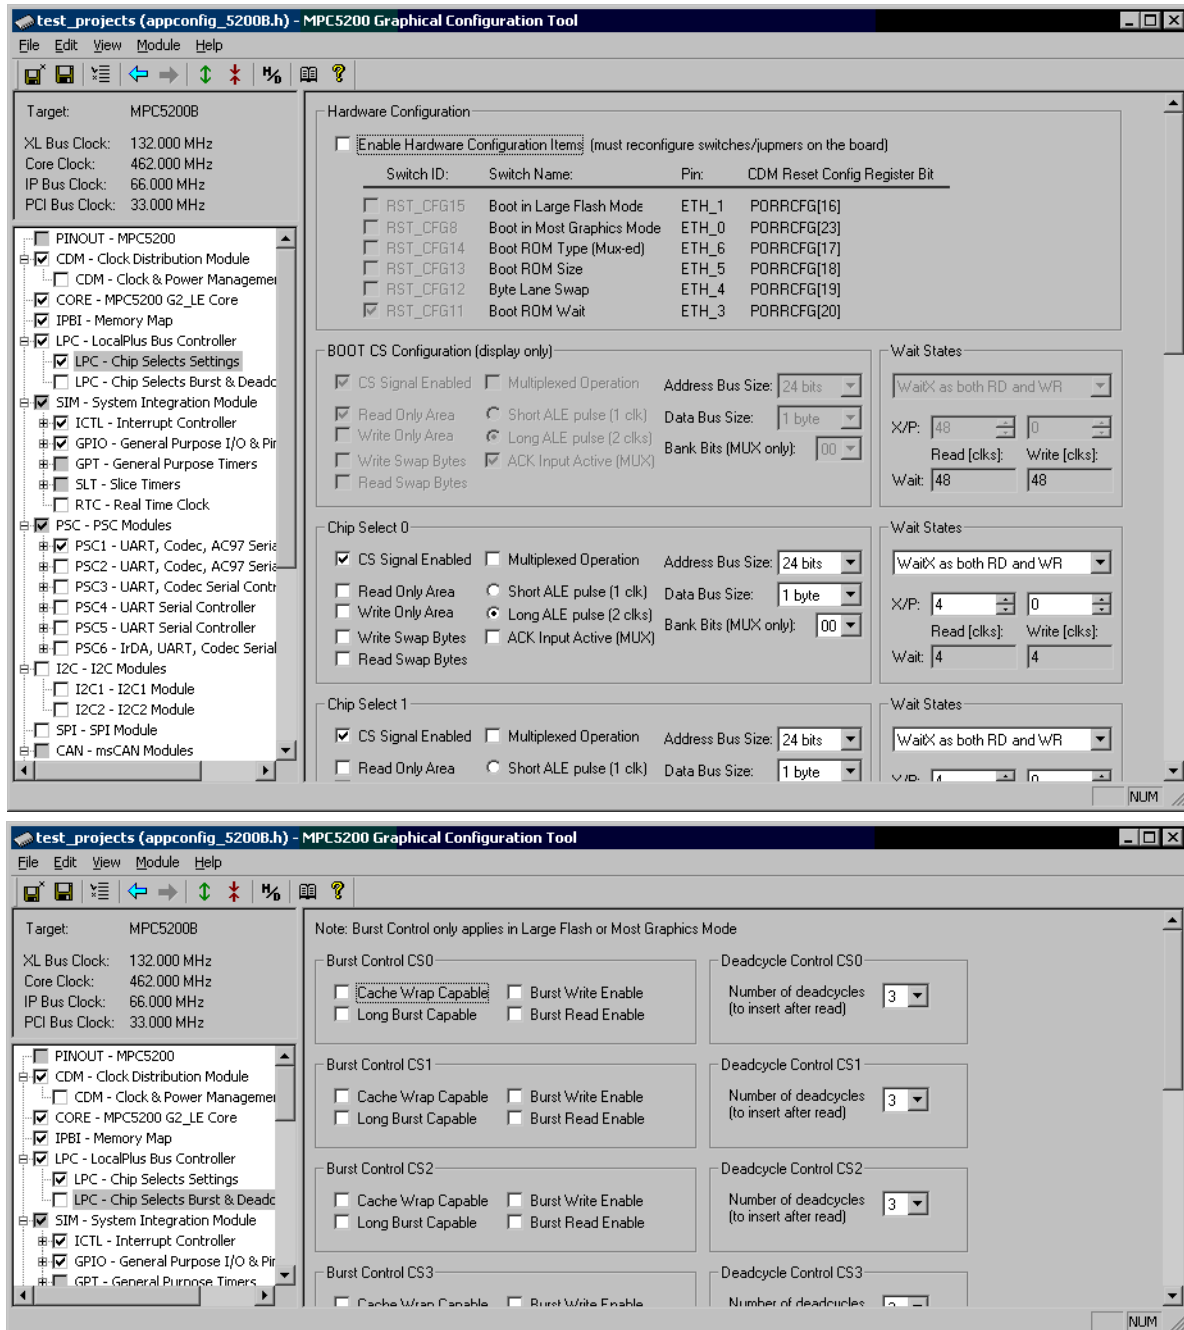 test_projects (appconfig_5200B.h) - MPC5200 Graphical Configuration Tool
File Edit View Module Help
Target: MPC5200B
XL Bus Clock: 132.000 MHz
Core Clock: 462.000 MHz
IP Bus Clock: 66.000 MHz
PCI Bus Clock: 33.000 MHz
PINOUT - MPC5200
CDM - Clock Distribution Module
CDM - Clock & Power Managemer
CORE - MPC5200 G2_LE Core
IPBI - Memory Map
LPC - LocalPlus Bus Controller
LPC - Chip Selects Settings
LPC - Chip Selects Burst & Deadc
SIM - System Integration Module
ICTL - Interrupt Controller
GPIO - General Purpose I/O & Pir
GPT - General Purpose Timers
SLT - Slice Timers
RTC - Real Time Clock
PSC - PSC Modules
PSC1 - UART, Codec, AC97 Seria
PSC2 - UART, Codec, AC97 Seria
PSC3 - UART, Codec Serial Contr
PSC4 - UART Serial Controller
PSC5 - UART Serial Controller
PSC6 - IrDA, UART, Codec Serial
I2C - I2C Modules
I2C1 - I2C1 Module
I2C2 - I2C2 Module
SPI - SPI Module
CAN - msCAN Modules
Hardware Configuration
Enable Hardware Configuration Items (must reconfigure switches/jupmers on the board)
Switch ID: Switch Name: Pin: CDM Reset Config Register Bit
RST_CFG15 Boot in Large Flash Mode ETH_1 PORRCFG[16]
RST_CFG8 Boot in Most Graphics Mode ETH_0 PORRCFG[23]
RST_CFG14 Boot ROM Type (Mux-ed) ETH_6 PORRCFG[17]
RST_CFG13 Boot ROM Size ETH_5 PORRCFG[18]
RST_CFG12 Byte Lane Swap ETH_4 PORRCFG[19]
RST_CFG11 Boot ROM Wait ETH_3 PORRCFG[20]
BOOT CS Configuration (display only) Wait States
CS Signal Enabled Multiplexed Operation Address Bus Size: 24 bits WaitX as both RD and WR
Read Only Area Short ALE pulse (1 clk) Data Bus Size: 1 byte
Write Only Area Long ALE pulse (2 clks) Bank Bits (MUX only): 00 X/P: 48 0
Write Swap Bytes ACK Input Active (MUX) Read [clks]: Write [clks]:
Read Swap Bytes Wait: 48 48
Chip Select 0 Wait States
CS Signal Enabled Multiplexed Operation Address Bus Size: 24 bits WaitX as both RD and WR
Read Only Area Short ALE pulse (1 clk) Data Bus Size: 1 byte X/P: 4 0
Write Only Area Long ALE pulse (2 clks) Bank Bits (MUX only): 00
Write Swap Bytes ACK Input Active (MUX) Read [clks]: Write [clks]:
Read Swap Bytes Wait: 4 4
Chip Select 1 Wait States
CS Signal Enabled Multiplexed Operation Address Bus Size: 24 bits WaitX as both RD and WR
Read Only Area Short ALE pulse (1 clk) Data Bus Size: 1 byte X/P: 4 0
NUM
test_projects (appconfig_5200B.h) - MPC5200 Graphical Configuration Tool
File Edit View Module Help
Target: MPC5200B
XL Bus Clock: 132.000 MHz
Core Clock: 462.000 MHz
IP Bus Clock: 66.000 MHz
PCI Bus Clock: 33.000 MHz
PINOUT - MPC5200
CDM - Clock Distribution Module
CDM - Clock & Power Managemer
CORE - MPC5200 G2_LE Core
IPBI - Memory Map
LPC - LocalPlus Bus Controller
LPC - Chip Selects Settings
LPC - Chip Selects Burst & Deadc
SIM - System Integration Module
ICTL - Interrupt Controller
GPIO - General Purpose I/O & Pir
GPT - General Purpose Timers
Note: Burst Control only applies in Large Flash or Most Graphics Mode
Burst Control CS0 Deadcycle Control CS0
Cache Wrap Capable Burst Write Enable Number of deadcycles 3
Long Burst Capable Burst Read Enable (to insert after read)
Burst Control CS1 Deadcycle Control CS1
Cache Wrap Capable Burst Write Enable Number of deadcycles 3
Long Burst Capable Burst Read Enable (to insert after read)
Burst Control CS2 Deadcycle Control CS2
Cache Wrap Capable Burst Write Enable Number of deadcycles 3
Long Burst Capable Burst Read Enable (to insert after read)
Burst Control CS3 Deadcycle Control CS3
Cache Wrap Capable Burst Write Enable Number of deadcycles 3
NUM